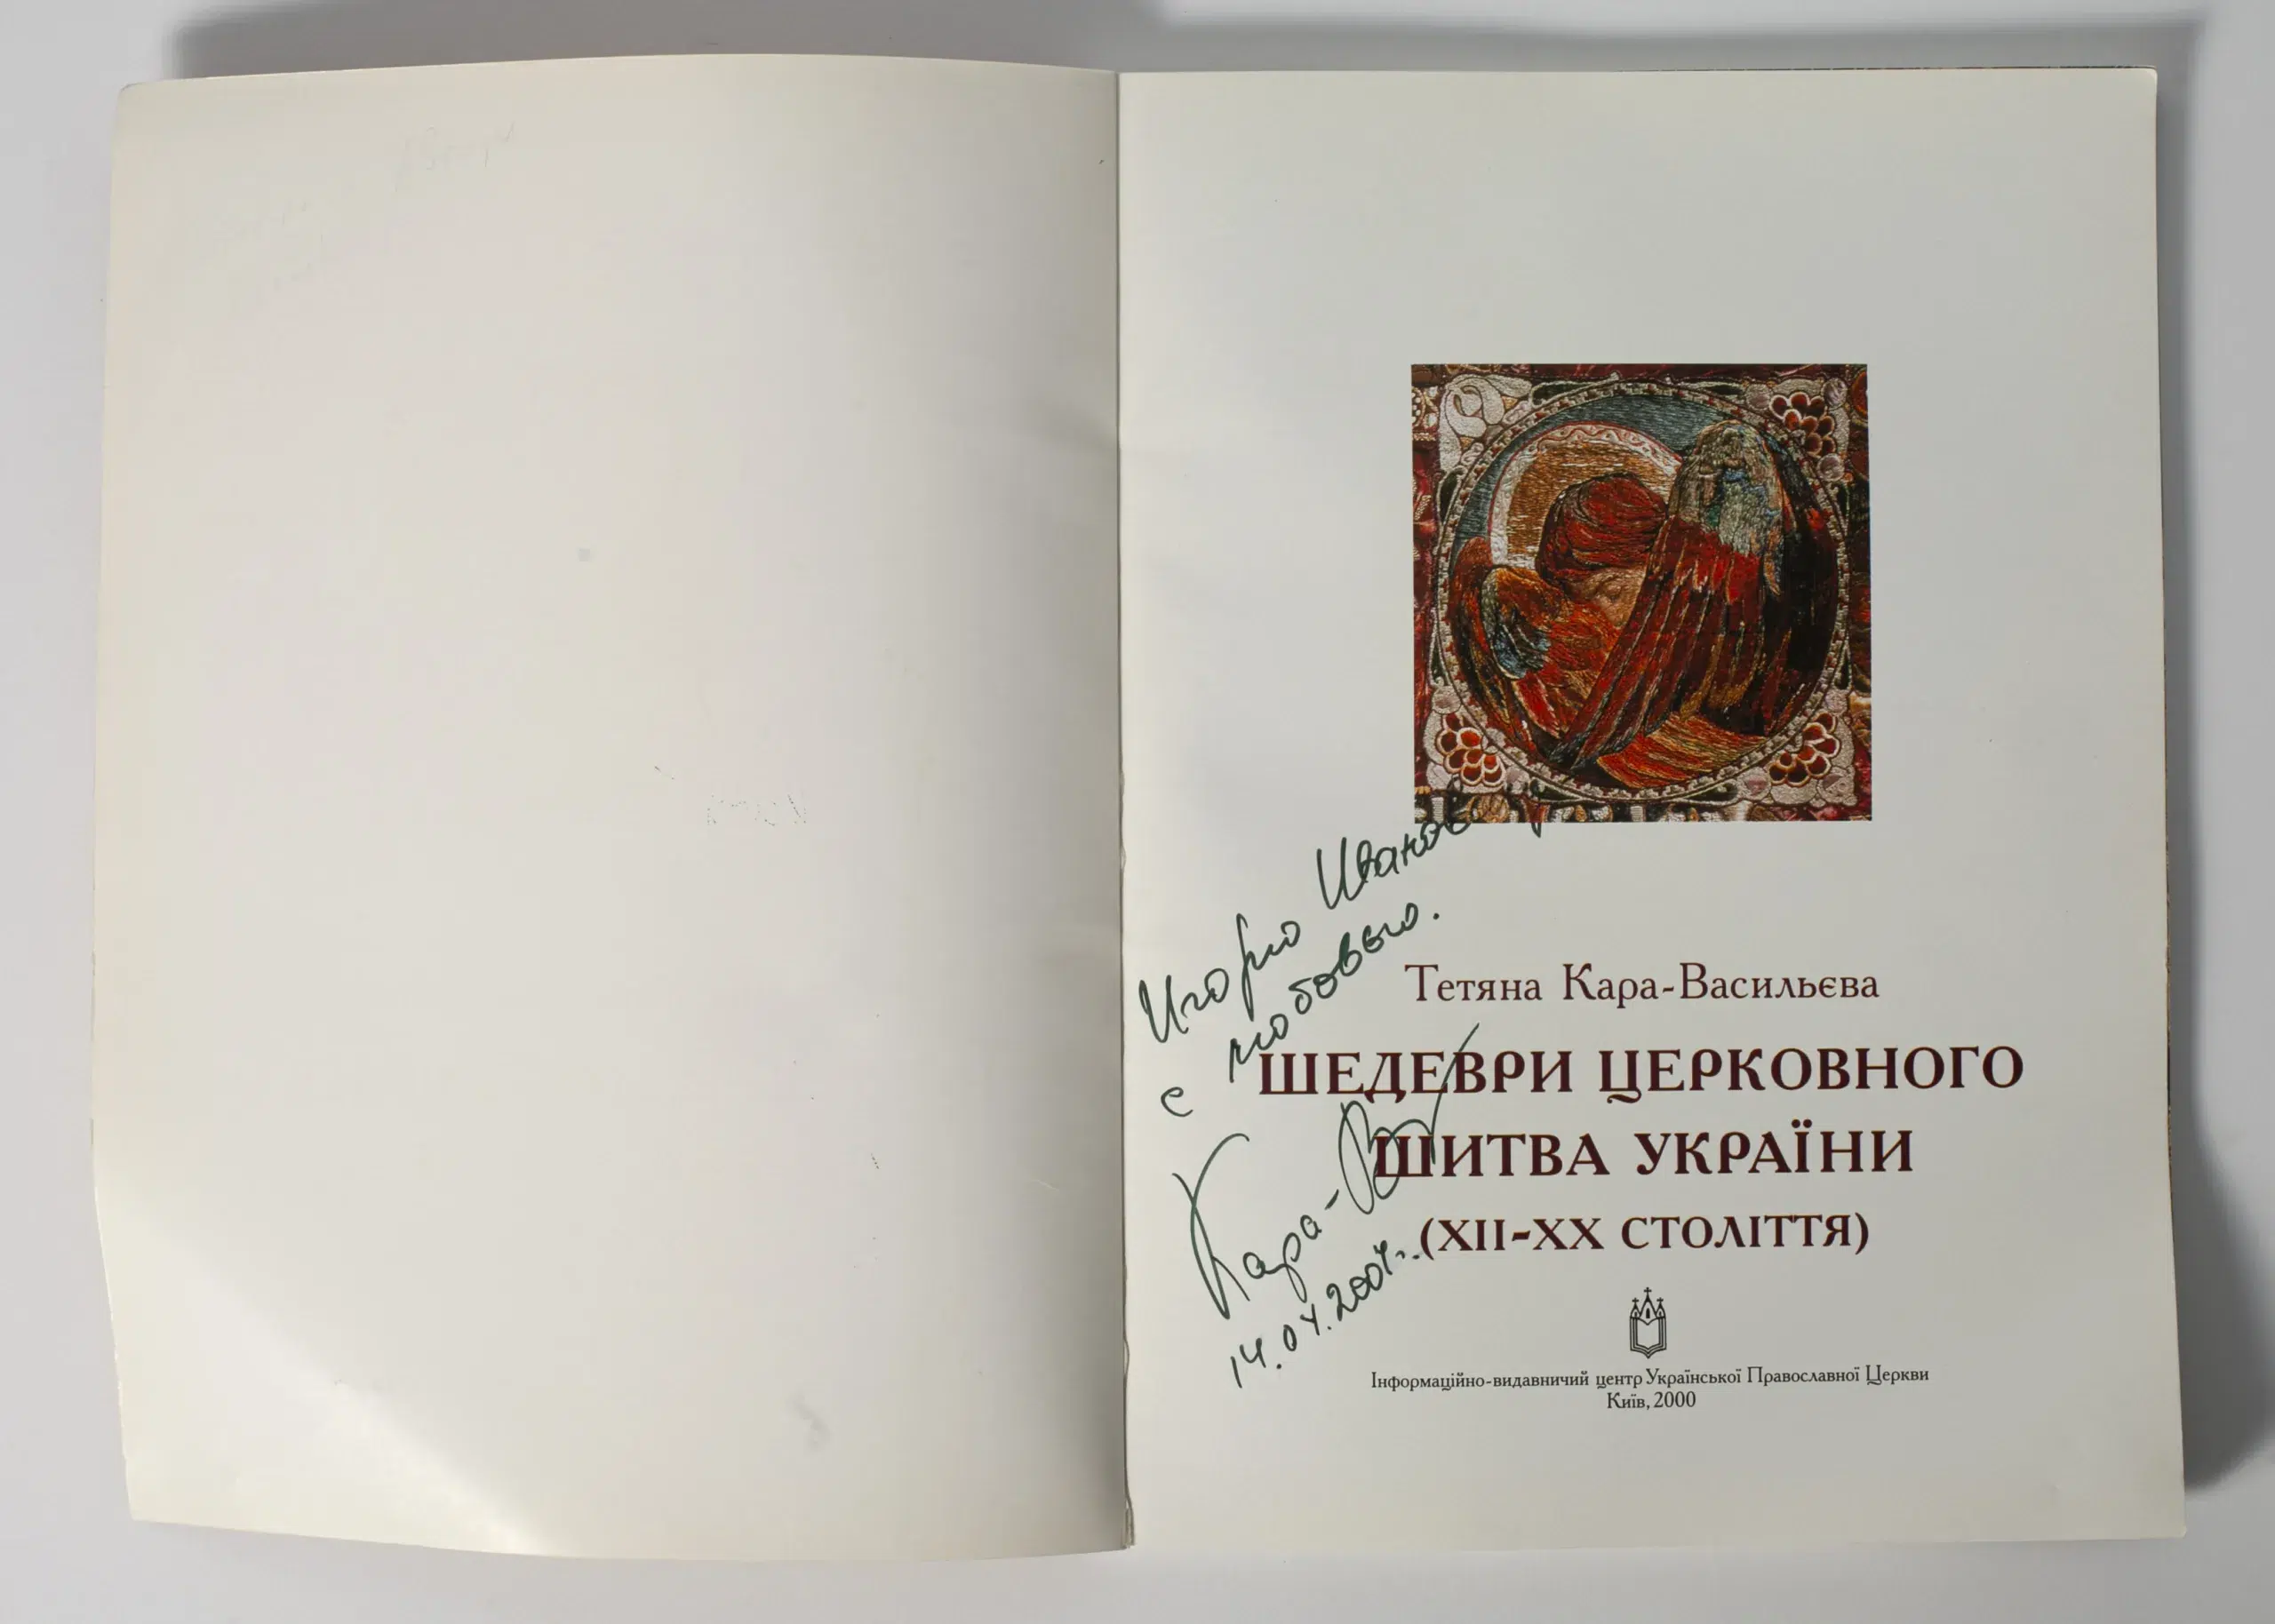 Игорю Иванов
с любовью.
Тетяна Кара-Васильєва
ШЕДЕВРИ ЦЕРКОВНОГО
ШИТВА УКРАЇНИ
(XII-XX СТОЛІТТЯ)
Кара-В
14.04.2004г.
Інформаційно-видавничий центр Української Православної Церкви
Київ, 2000